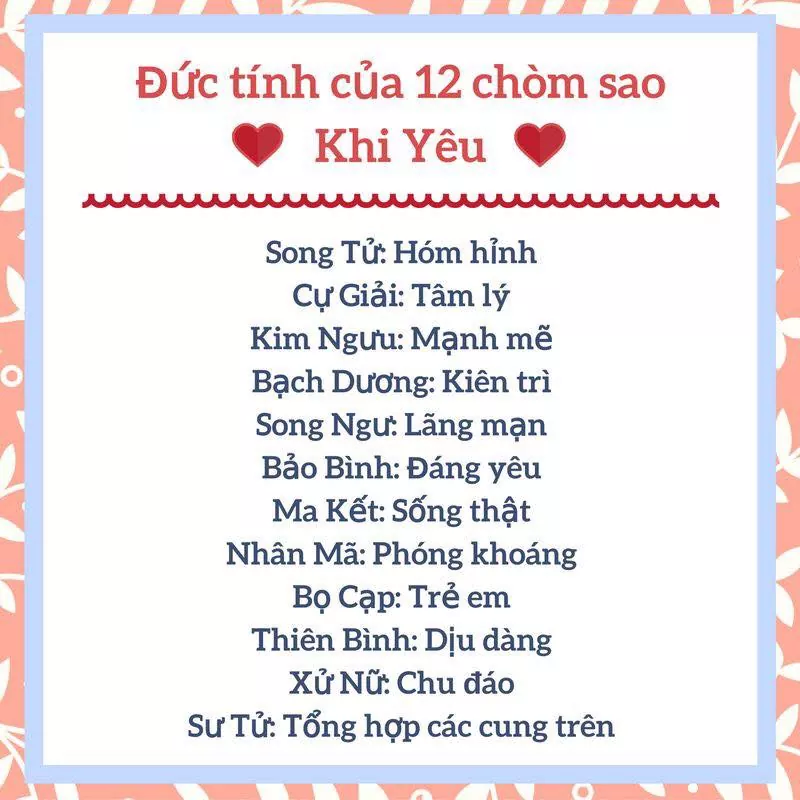 Đức tính của 12 chòm sao
Khi Yêu
Song Tử: Hóm hỉnh
Cự Giải: Tâm lý
Kim Ngưu: Mạnh mẽ
Bạch Dương: Kiên trì
Song Ngư: Lãng mạn
Bảo Bình: Đáng yêu
Ma Kết: Sống thật
Nhân Mã: Phóng khoáng
Bọ Cạp: Trẻ em
Thiên Bình: Dịu dàng
Xử Nữ: Chu đáo
Sư Tử: Tổng hợp các cung trên